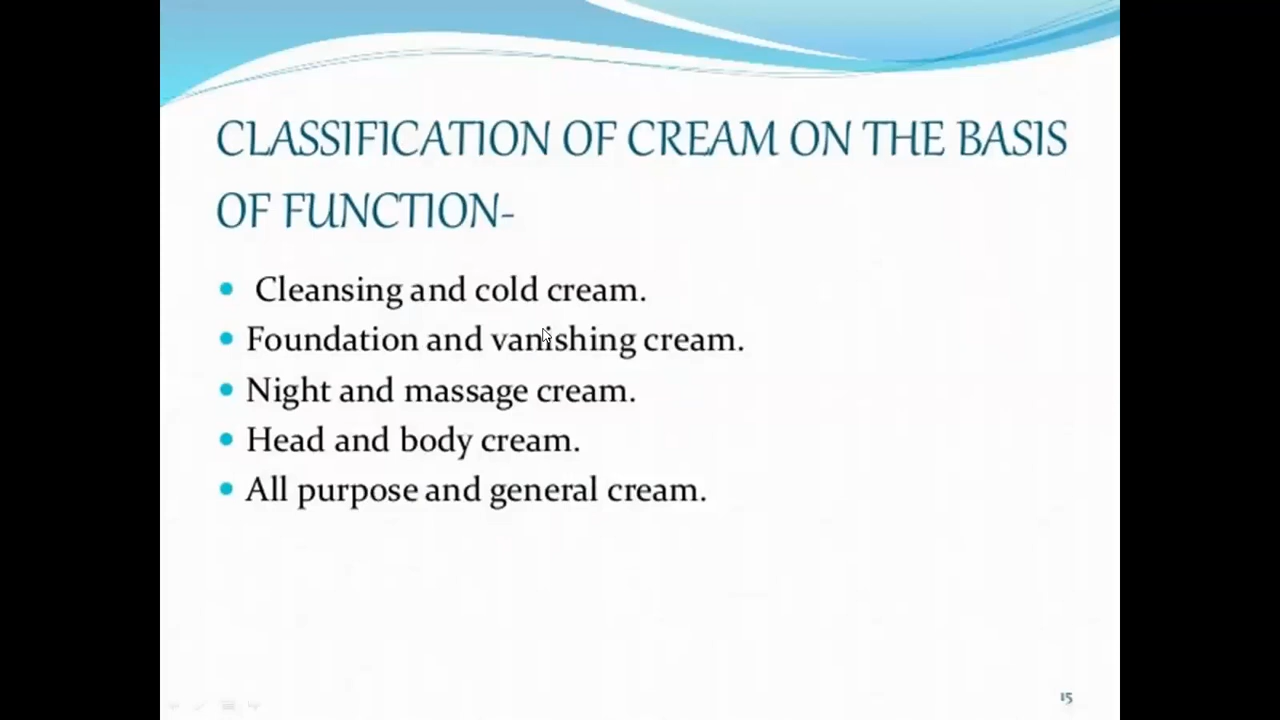 CLASSIFICATION OF CREAM ON THE BASIS
OF FUNCTION-
• Cleansing and cold cream.
• Foundation and vanishing cream.
• Night and massage cream.
• Head and body cream.
• All purpose and general cream.
15